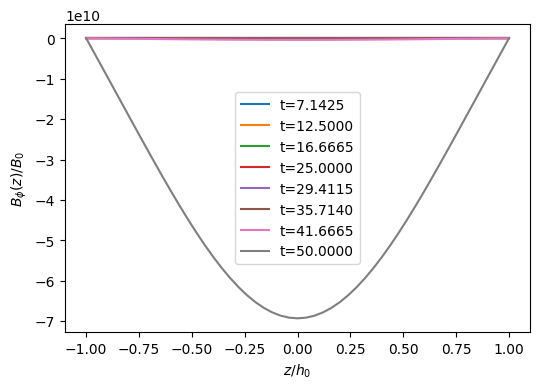 1e10
0
−1
−2
−3
−4
−5
−6
−7
B_ϕ(z)/B_0
t=7.1425
t=12.5000
t=16.6665
t=25.0000
t=29.4115
t=35.7140
t=41.6665
t=50.0000
−1.00 −0.75 −0.50 −0.25 0.00 0.25 0.50 0.75 1.00
z/h_0